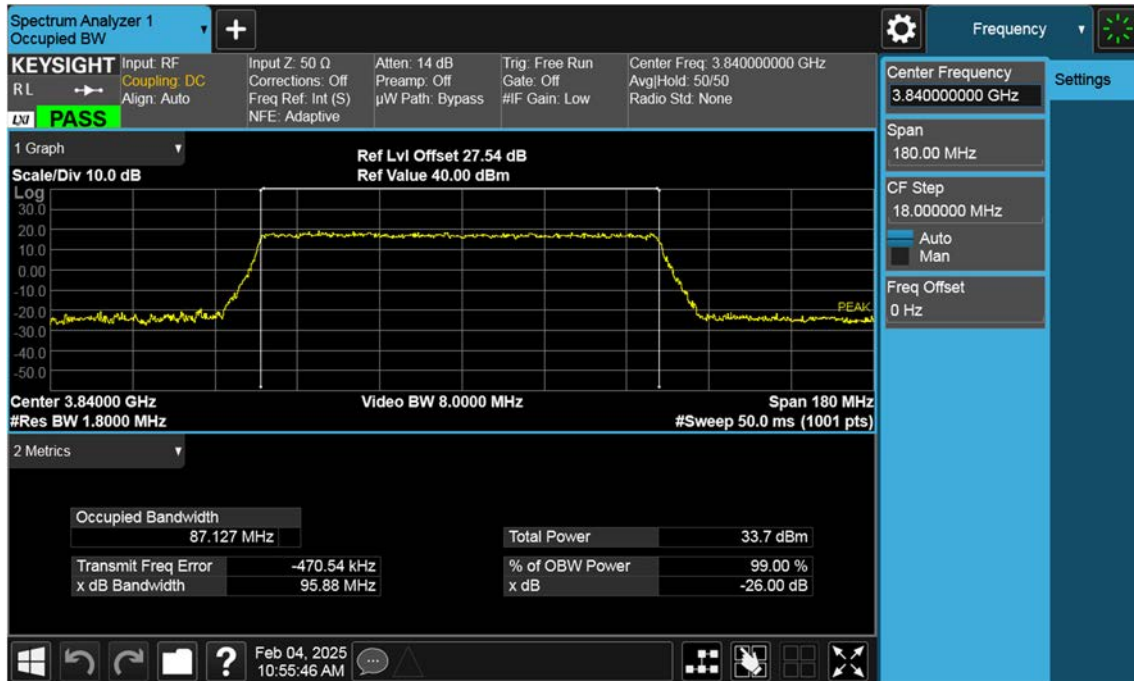 Spectrum Analyzer 1
Occupied BW
+
Frequency
KEYSIGHT
RL
LXI PASS
Input: RF
Coupling: DC
Align: Auto
Input Z: 50 Ω
Corrections: Off
Freq Ref: Int (S)
NFE: Adaptive
Atten: 14 dB
Preamp: Off
µW Path: Bypass
Trig: Free Run
Gate: Off
#IF Gain: Low
Center Freq: 3.840000000 GHz
Avg|Hold: 50/50
Radio Std: None
Center Frequency
3.840000000 GHz
Settings
Span
180.00 MHz
CF Step
18.000000 MHz
Auto
Man
Freq Offset
0 Hz
1 Graph
Scale/Div 10.0 dB
Ref Lvl Offset 27.54 dB
Ref Value 40.00 dBm
Log
30.0
20.0
10.0
0.00
-10.0
-20.0
-30.0
-40.0
-50.0
PEAK
Center 3.84000 GHz
Video BW 8.0000 MHz
Span 180 MHz
#Res BW 1.8000 MHz
#Sweep 50.0 ms (1001 pts)
2 Metrics
Occupied Bandwidth
87.127 MHz
Total Power 33.7 dBm
Transmit Freq Error -470.54 kHz
% of OBW Power 99.00 %
x dB Bandwidth 95.88 MHz
x dB -26.00 dB
?
Feb 04, 2025
10:55:46 AM